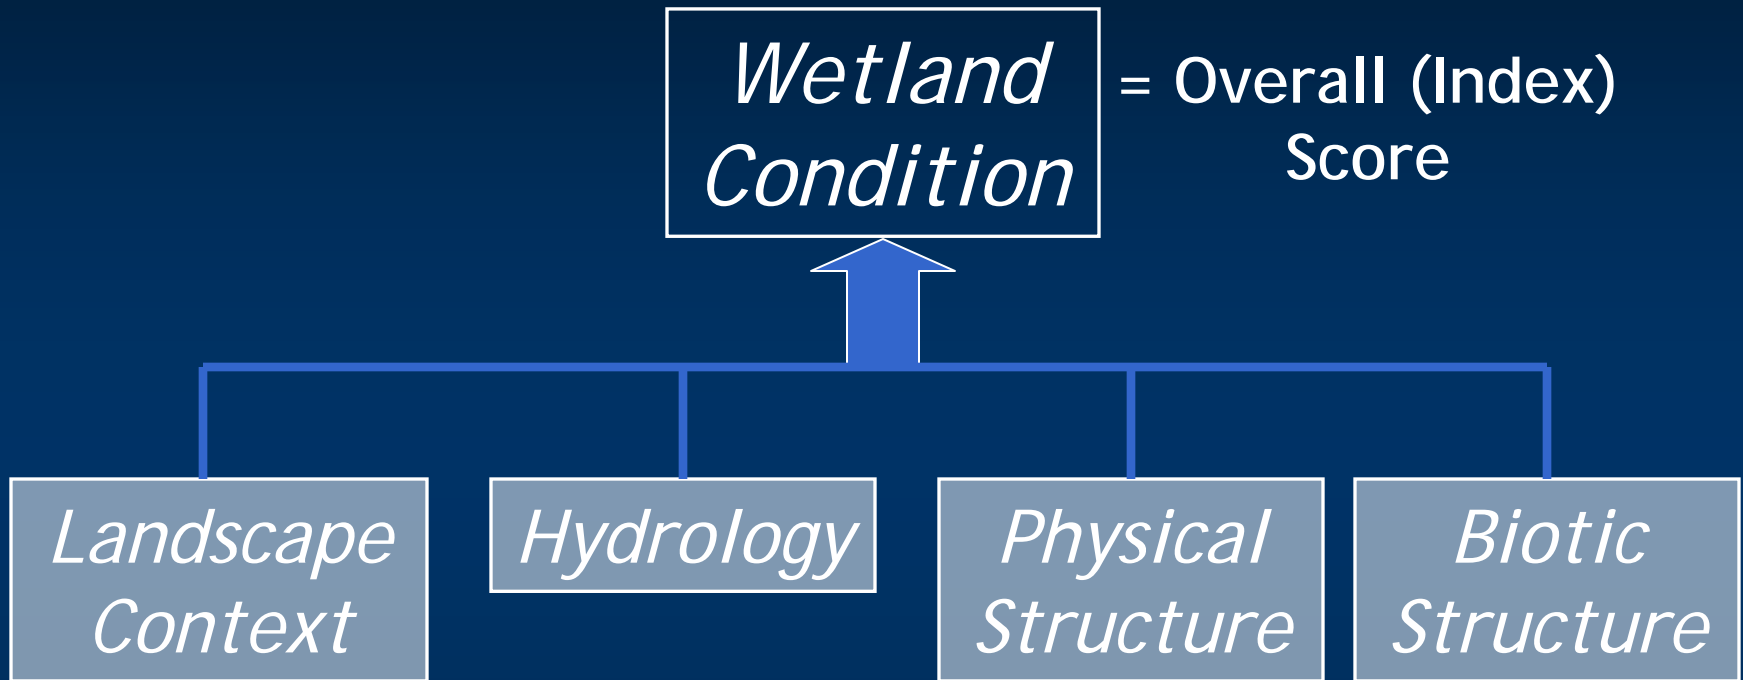 Wetland
Condition
= Overall (Index)
Score
Landscape
Context
Hydrology
Physical
Structure
Biotic
Structure